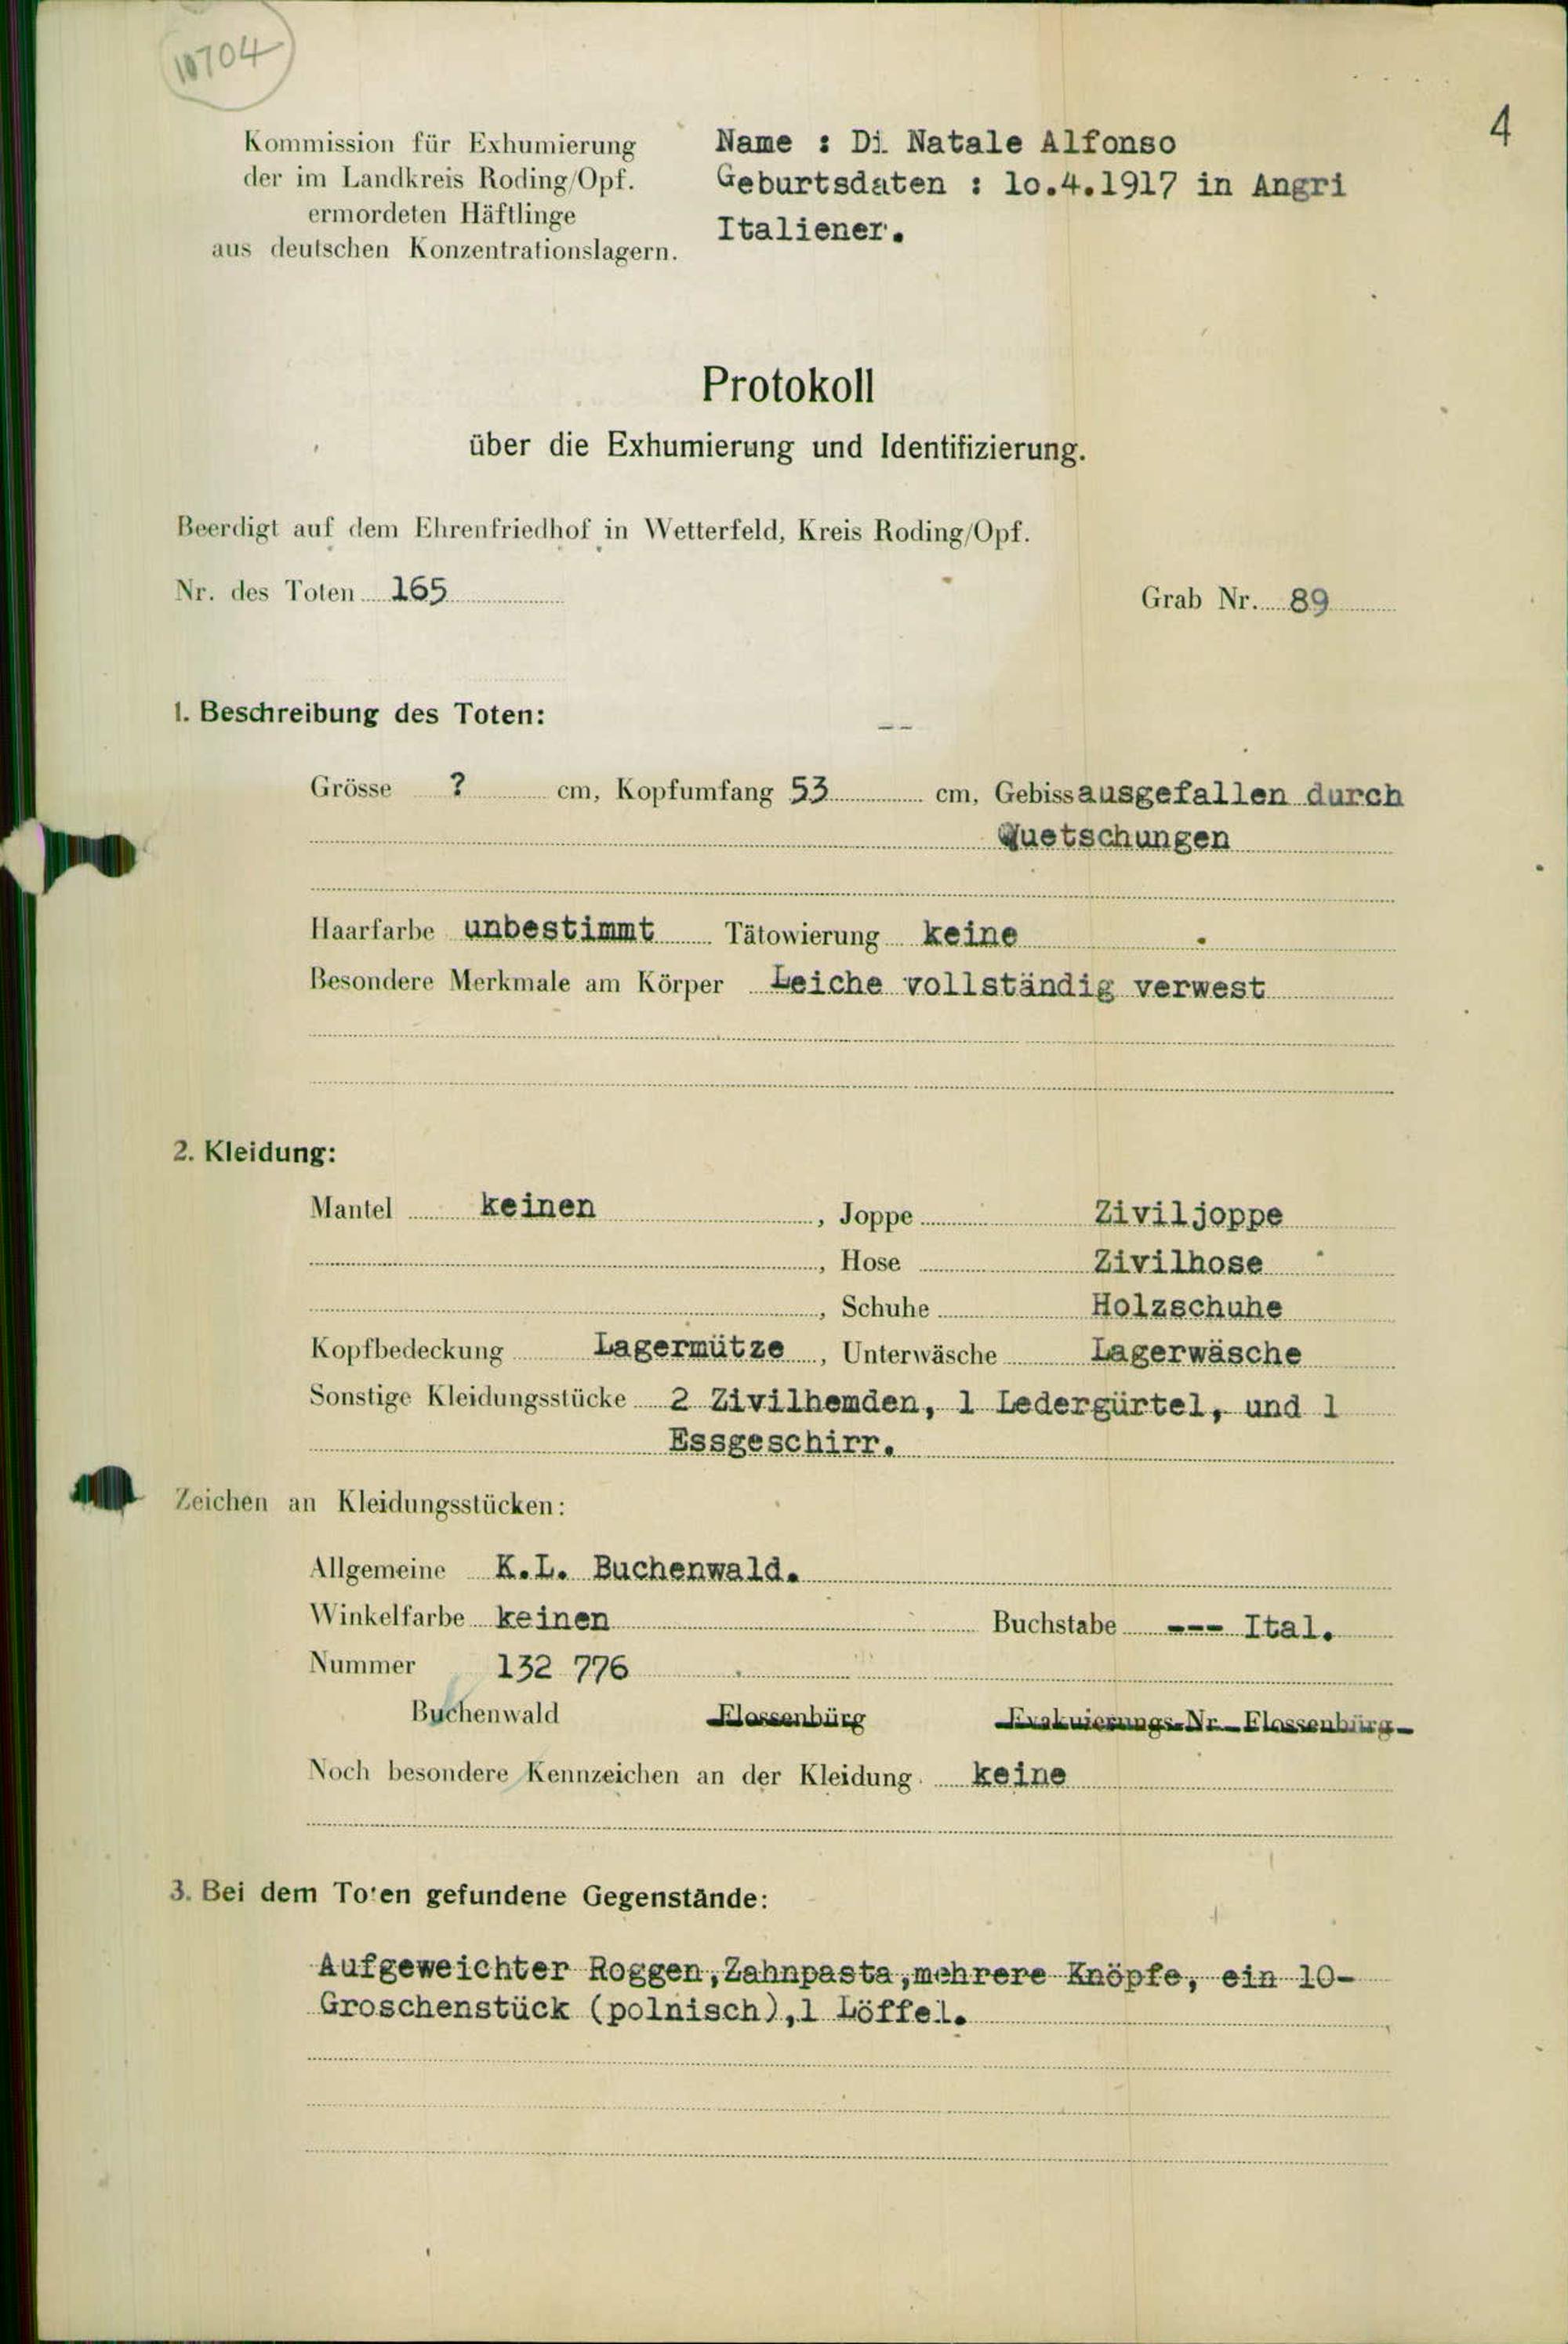 10704
4
Kommission für Exhumierung
der im Landkreis Roding/Opf.
ermordeten Häftlinge
aus deutschen Konzentrationslagern.
Name : Di Natale Alfonso
Geburtsdaten : 1o.4.1917 in Angri
Italiener.
Protokoll
über die Exhumierung und Identifizierung.
Beerdigt auf dem Ehrenfriedhof in Wetterfeld, Kreis Roding/Opf.
Nr. des Toten 165 Grab Nr. 89
1. Beschreibung des Toten: --
Grösse ? cm, Kopfumfang 53 cm, Gebiss ausgefallen durch
Quetschungen
Haarfarbe unbestimmt Tätowierung keine
Besondere Merkmale am Körper Leiche vollständig verwest
2. Kleidung:
Mantel keinen, Joppe Ziviljoppe
, Hose Zivilhose
, Schuhe Holzschuhe
Kopfbedeckung Lagermütze, Unterwäsche Lagerwäsche
Sonstige Kleidungsstücke 2 Zivilhemden, 1 Ledergürtel, und 1
Essgeschirr.
Zeichen an Kleidungsstücken:
Allgemeine K.L. Buchenwald.
Winkelfarbe keinen Buchstabe --- Ital.
Nummer 132 776
Buchenwald Flossenbürg Evakuierungs-Nr. Flossenbürg
Noch besondere Kennzeichen an der Kleidung. keine
3. Bei dem Toten gefundene Gegenstände:
Aufgeweichter Roggen, Zahnpasta, mehrere Knöpfe, ein 10-
Groschenstück (polnisch), 1 Löffel.